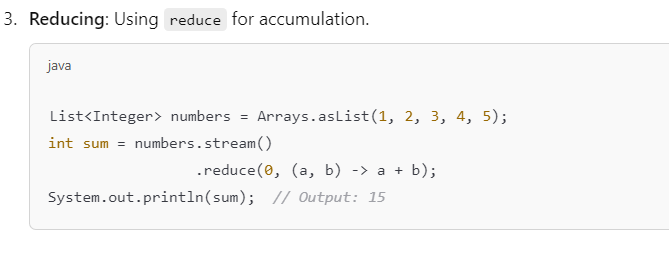 3. Reducing: Using reduce for accumulation.
java
List<Integer> numbers = Arrays.asList(1, 2, 3, 4, 5);
int sum = numbers.stream()
.reduce(0, (a, b) -> a + b);
System.out.println(sum); // Output: 15